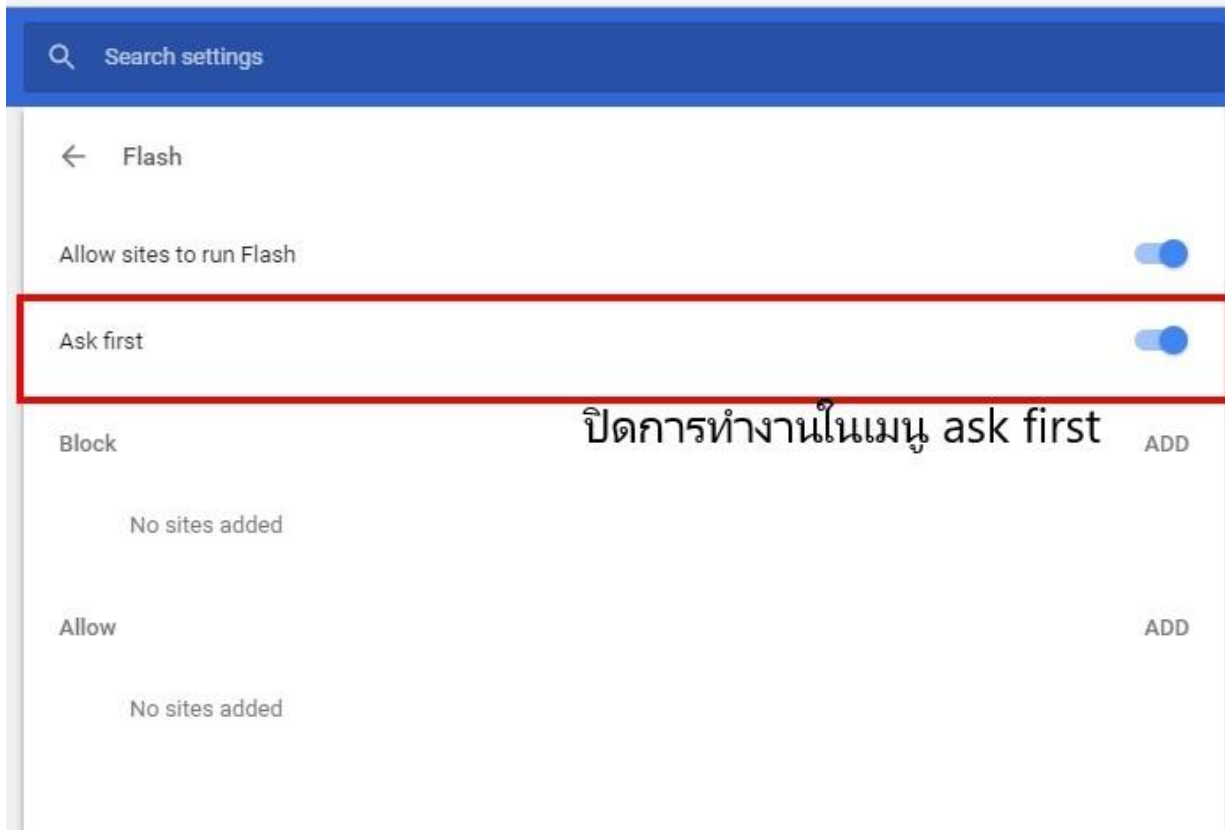 Search settings
Flash
Allow sites to run Flash
Ask first
ปิดการทำงานในเมนู ask first
Block
ADD
No sites added
Allow
ADD
No sites added